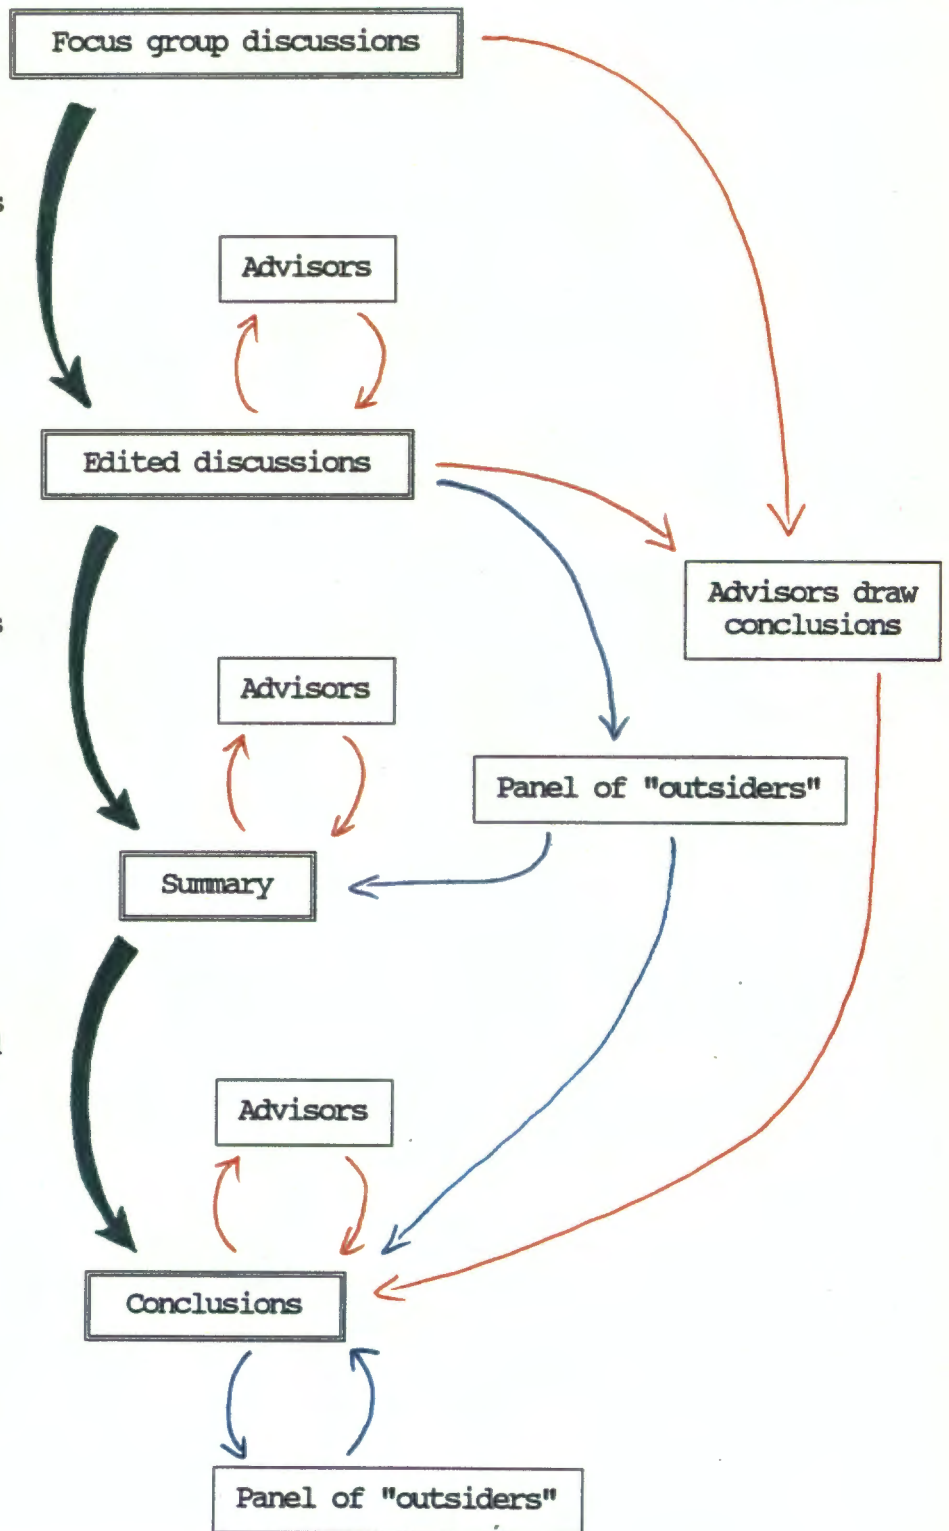 Focus group discussions
Advisors
Edited discussions
Advisors draw
conclusions
Advisors
Panel of "outsiders"
Summary
Advisors
Conclusions
Panel of "outsiders"